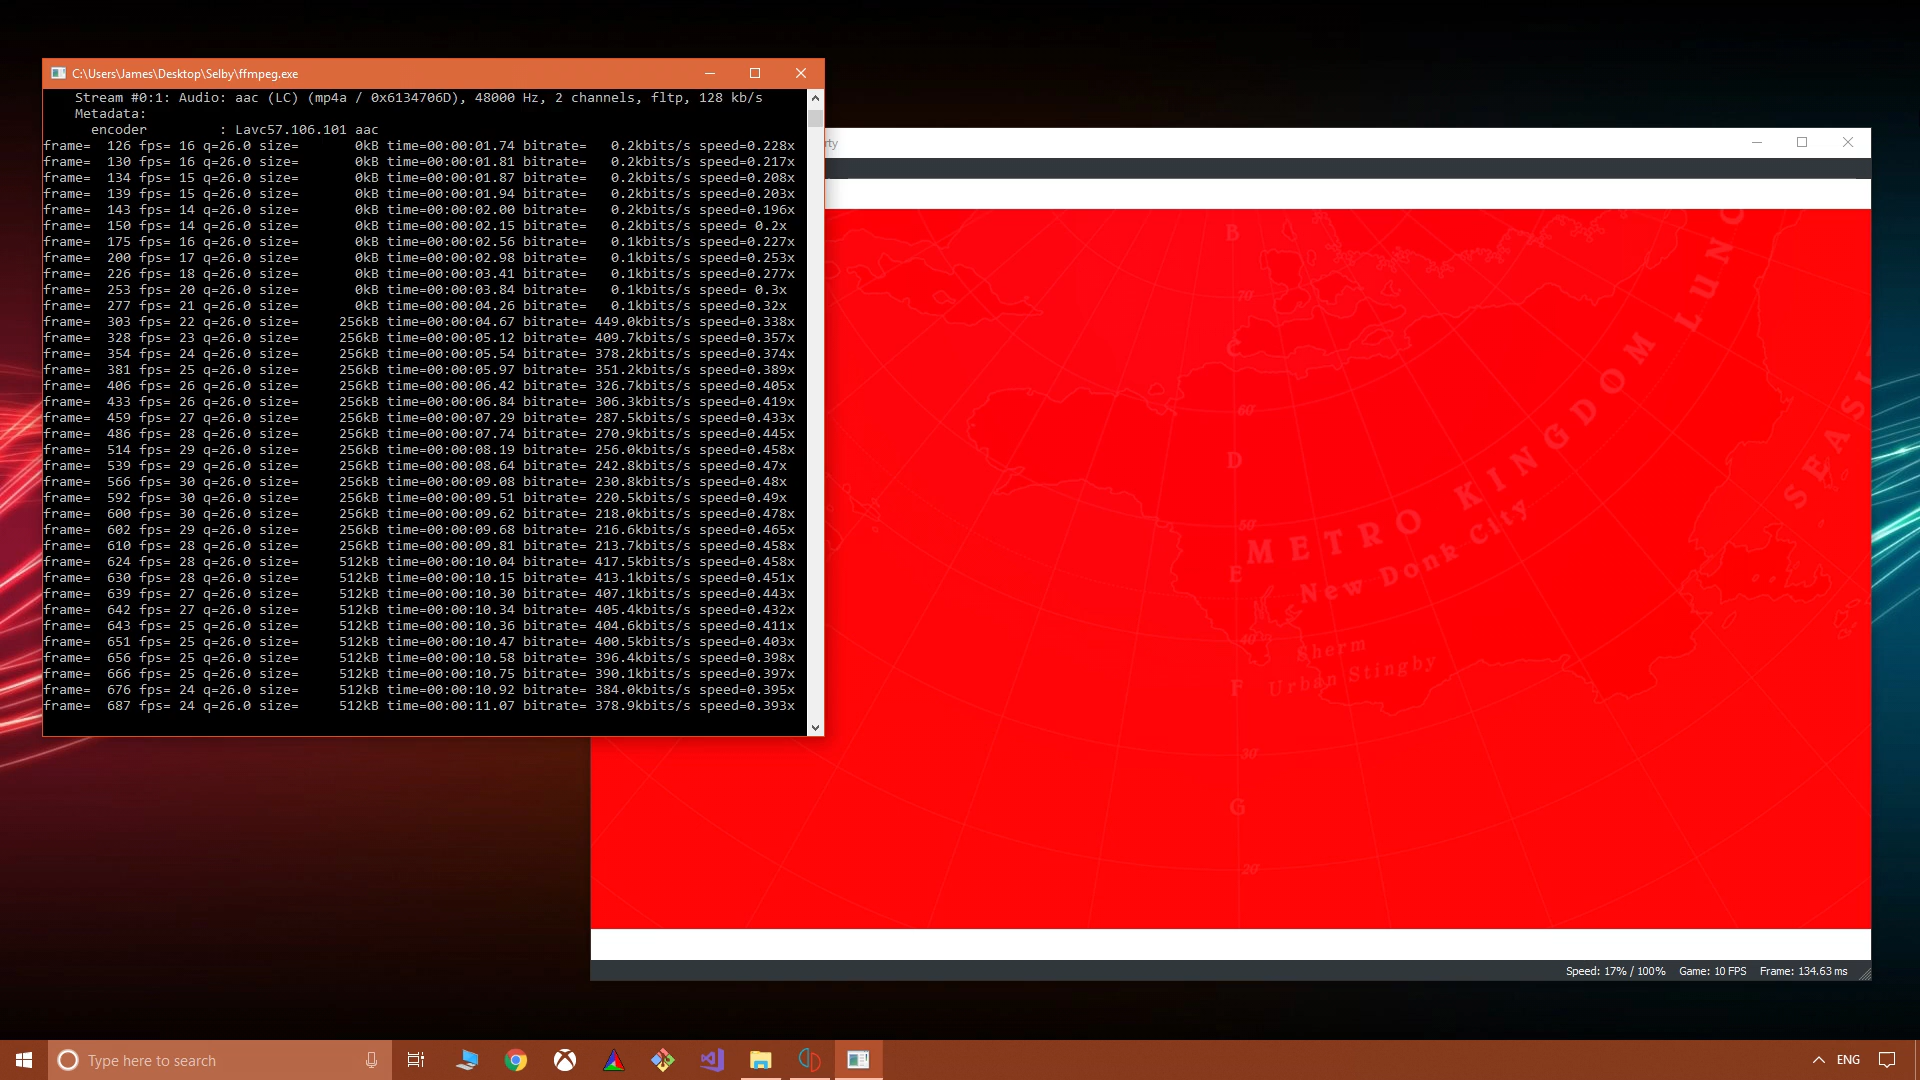 C:\Users\James\Desktop\Selby\ffmpeg.exe
Stream #0:1: Audio: aac (LC) (mp4a / 0x6134706D), 48000 Hz, 2 channels, fltp, 128 kb/s
Metadata:
encoder         : Lavc57.106.101 aac
frame=  126 fps= 16 q=26.0 size=       0kB time=00:00:01.74 bitrate=   0.2kbits/s speed=0.228x
frame=  130 fps= 16 q=26.0 size=       0kB time=00:00:01.81 bitrate=   0.2kbits/s speed=0.217x
frame=  134 fps= 15 q=26.0 size=       0kB time=00:00:01.87 bitrate=   0.2kbits/s speed=0.208x
frame=  139 fps= 15 q=26.0 size=       0kB time=00:00:01.94 bitrate=   0.2kbits/s speed=0.203x
frame=  143 fps= 14 q=26.0 size=       0kB time=00:00:02.00 bitrate=   0.2kbits/s speed=0.196x
frame=  150 fps= 14 q=26.0 size=       0kB time=00:00:02.15 bitrate=   0.2kbits/s speed= 0.2x
frame=  175 fps= 16 q=26.0 size=       0kB time=00:00:02.56 bitrate=   0.1kbits/s speed=0.227x
frame=  200 fps= 17 q=26.0 size=       0kB time=00:00:02.98 bitrate=   0.1kbits/s speed=0.253x
frame=  226 fps= 18 q=26.0 size=       0kB time=00:00:03.41 bitrate=   0.1kbits/s speed=0.277x
frame=  253 fps= 20 q=26.0 size=       0kB time=00:00:03.84 bitrate=   0.1kbits/s speed= 0.3x
frame=  277 fps= 21 q=26.0 size=       0kB time=00:00:04.26 bitrate=   0.1kbits/s speed=0.32x
frame=  303 fps= 22 q=26.0 size=     256kB time=00:00:04.67 bitrate= 449.0kbits/s speed=0.338x
frame=  328 fps= 23 q=26.0 size=     256kB time=00:00:05.12 bitrate= 409.7kbits/s speed=0.357x
frame=  354 fps= 24 q=26.0 size=     256kB time=00:00:05.54 bitrate= 378.2kbits/s speed=0.374x
frame=  381 fps= 25 q=26.0 size=     256kB time=00:00:05.97 bitrate= 351.2kbits/s speed=0.389x
frame=  406 fps= 26 q=26.0 size=     256kB time=00:00:06.42 bitrate= 326.7kbits/s speed=0.405x
frame=  433 fps= 26 q=26.0 size=     256kB time=00:00:06.84 bitrate= 306.3kbits/s speed=0.419x
frame=  459 fps= 27 q=26.0 size=     256kB time=00:00:07.29 bitrate= 287.5kbits/s speed=0.433x
frame=  486 fps= 28 q=26.0 size=     256kB time=00:00:07.74 bitrate= 270.9kbits/s speed=0.445x
frame=  514 fps= 29 q=26.0 size=     256kB time=00:00:08.19 bitrate= 256.0kbits/s speed=0.458x
frame=  539 fps= 29 q=26.0 size=     256kB time=00:00:08.64 bitrate= 242.8kbits/s speed=0.47x
frame=  566 fps= 30 q=26.0 size=     256kB time=00:00:09.08 bitrate= 230.8kbits/s speed=0.48x
frame=  592 fps= 30 q=26.0 size=     256kB time=00:00:09.51 bitrate= 220.5kbits/s speed=0.49x
frame=  600 fps= 30 q=26.0 size=     256kB time=00:00:09.62 bitrate= 218.0kbits/s speed=0.478x
frame=  602 fps= 29 q=26.0 size=     256kB time=00:00:09.68 bitrate= 216.6kbits/s speed=0.465x
frame=  610 fps= 28 q=26.0 size=     256kB time=00:00:09.81 bitrate= 213.7kbits/s speed=0.458x
frame=  624 fps= 28 q=26.0 size=     512kB time=00:00:10.04 bitrate= 417.5kbits/s speed=0.458x
frame=  630 fps= 28 q=26.0 size=     512kB time=00:00:10.15 bitrate= 413.1kbits/s speed=0.451x
frame=  639 fps= 27 q=26.0 size=     512kB time=00:00:10.30 bitrate= 407.1kbits/s speed=0.443x
frame=  642 fps= 27 q=26.0 size=     512kB time=00:00:10.34 bitrate= 405.4kbits/s speed=0.432x
frame=  643 fps= 25 q=26.0 size=     512kB time=00:00:10.36 bitrate= 404.6kbits/s speed=0.411x
frame=  651 fps= 25 q=26.0 size=     512kB time=00:00:10.47 bitrate= 400.5kbits/s speed=0.403x
frame=  656 fps= 25 q=26.0 size=     512kB time=00:00:10.58 bitrate= 396.4kbits/s speed=0.398x
frame=  666 fps= 25 q=26.0 size=     512kB time=00:00:10.75 bitrate= 390.1kbits/s speed=0.397x
frame=  676 fps= 24 q=26.0 size=     512kB time=00:00:10.92 bitrate= 384.0kbits/s speed=0.395x
frame=  687 fps= 24 q=26.0 size=     512kB time=00:00:11.07 bitrate= 378.9kbits/s speed=0.393x
rty
B
70
C
60
D
50
E
40
F
30
G
20
METRO KINGDOM
LUNC
SEASI
New Donk City
Sherm
Urban Stingby
Speed: 17% / 100% Game: 10 FPS Frame: 134.63 ms
Type here to search
ENG